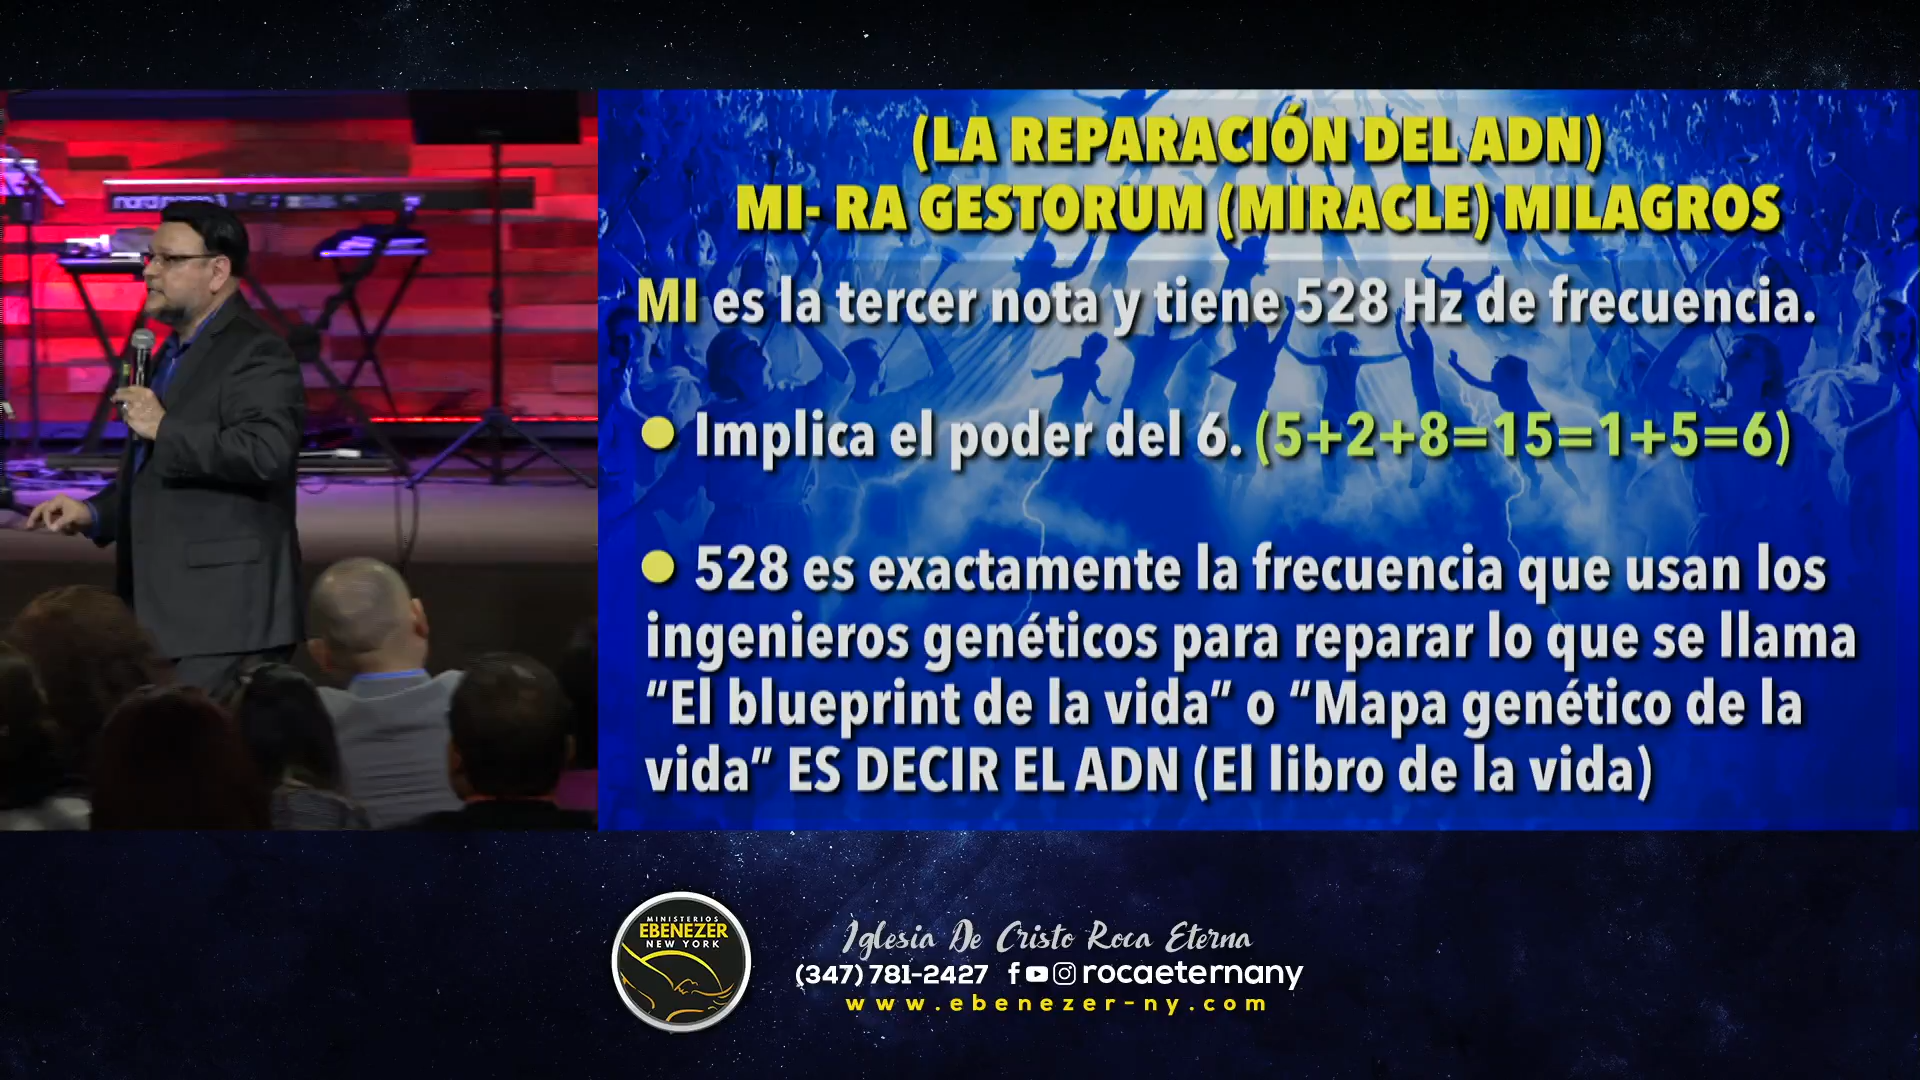 (LA REPARACIÓN DEL ADN)
MI- RA GESTORUM (MIRACLE) MILAGROS
MI es la tercer nota y tiene 528 Hz de frecuencia.
Implica el poder del 6. (5+2+8=15=1+5=6)
528 es exactamente la frecuencia que usan los
ingenieros genéticos para reparar lo que se llama
“El blueprint de la vida” o “Mapa genético de la
vida” ES DECIR EL ADN (El libro de la vida)
nord
MINISTERIOS
EBENEZER
NEW YORK
Iglesia De Cristo Roca Eterna
(347) 781-2427 rocaeternany
www.ebenezer-ny.com